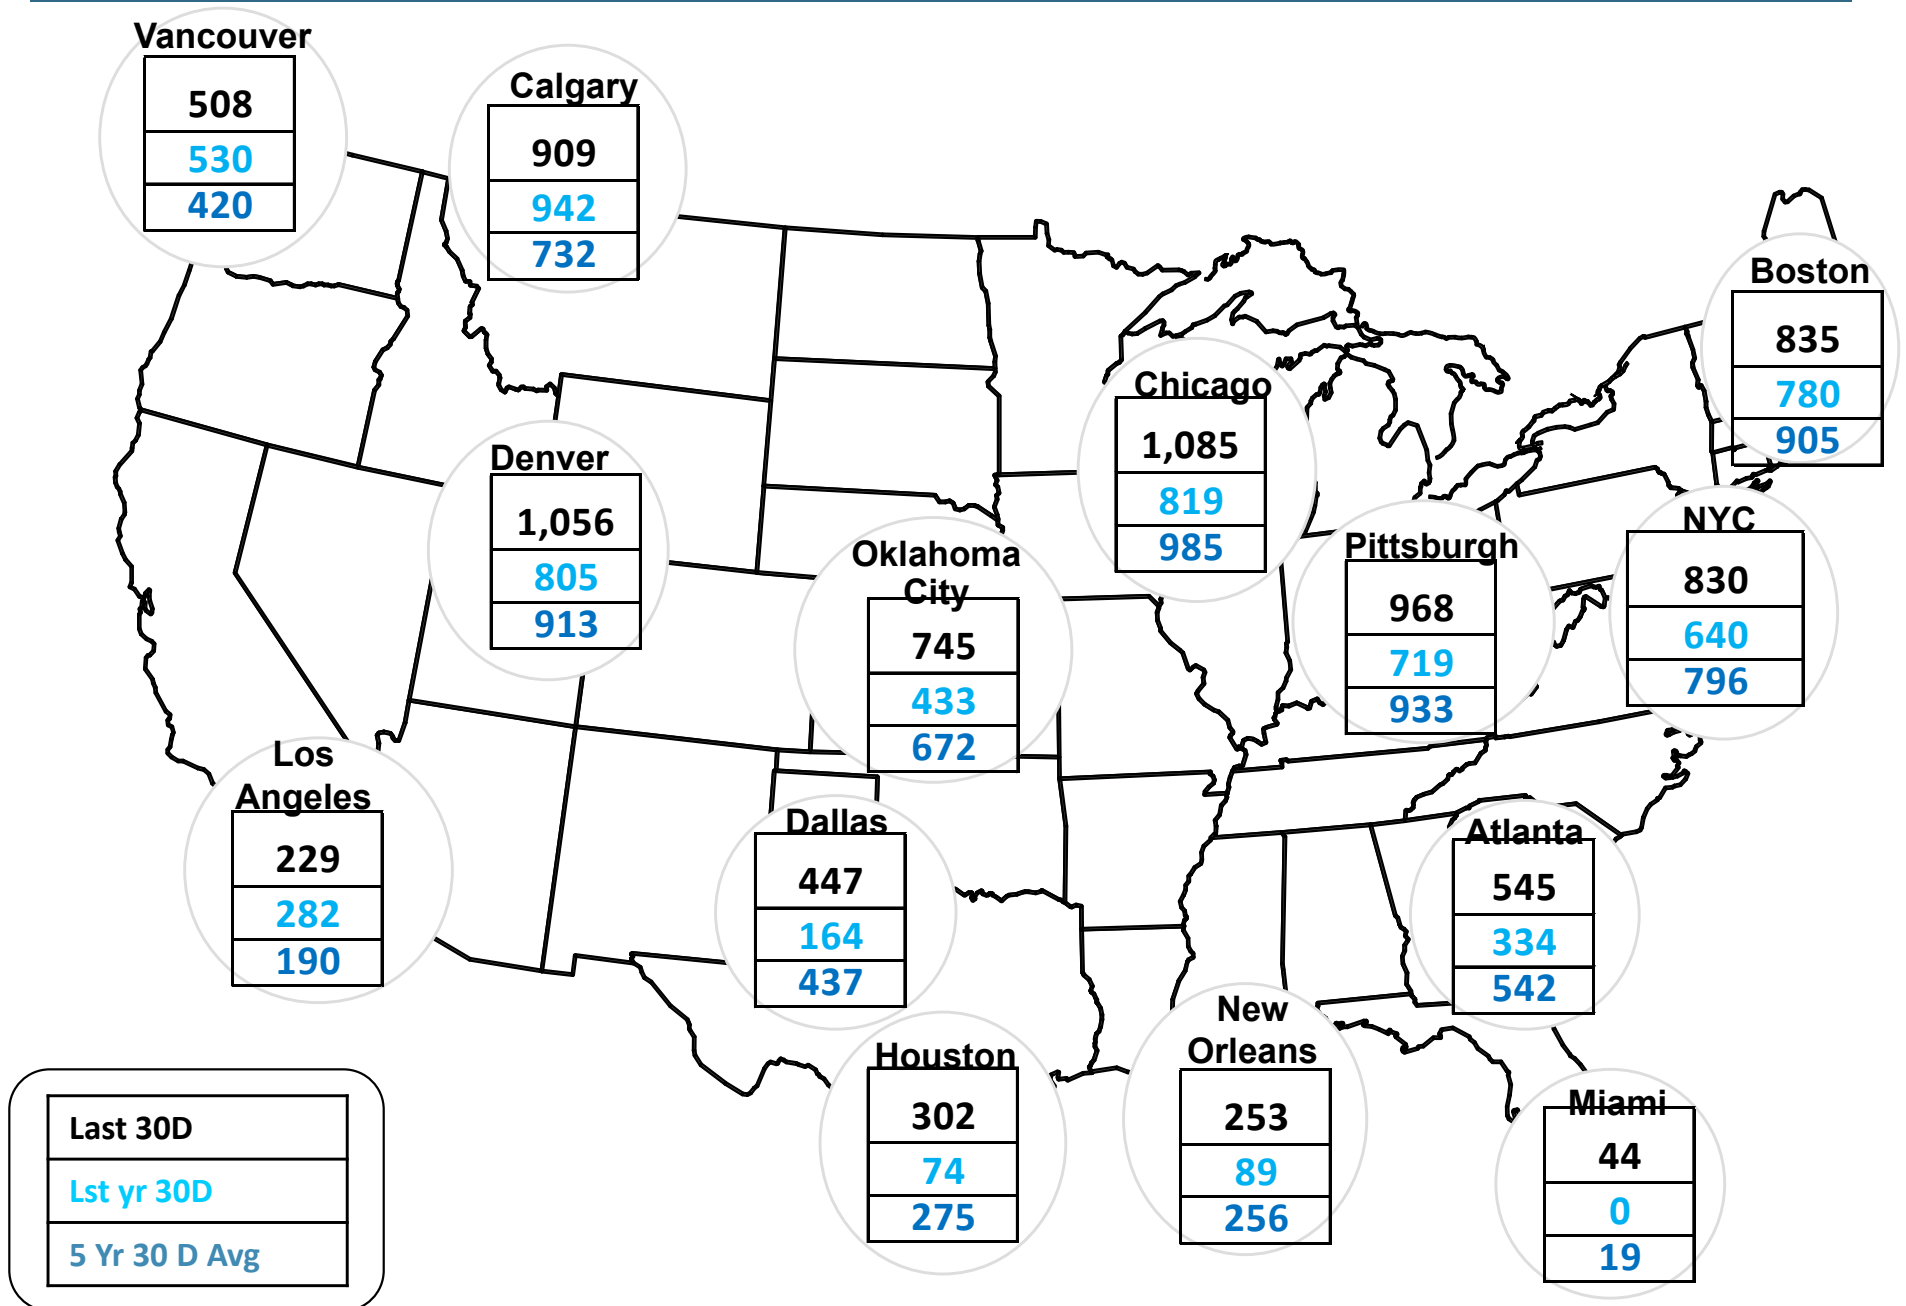 Vancouver
508
530
420
Calgary
909
942
732
Boston
835
780
905
Chicago
1,085
819
985
Denver
1,056
805
913
NYC
830
640
796
Pittsburgh
968
719
933
Oklahoma
City
745
433
672
Los
Angeles
229
282
190
Dallas
447
164
437
Atlanta
545
334
542
New
Orleans
253
89
256
Houston
302
74
275
Miami
44
0
19
Last 30D
Lst yr 30D
5 Yr 30 D Avg